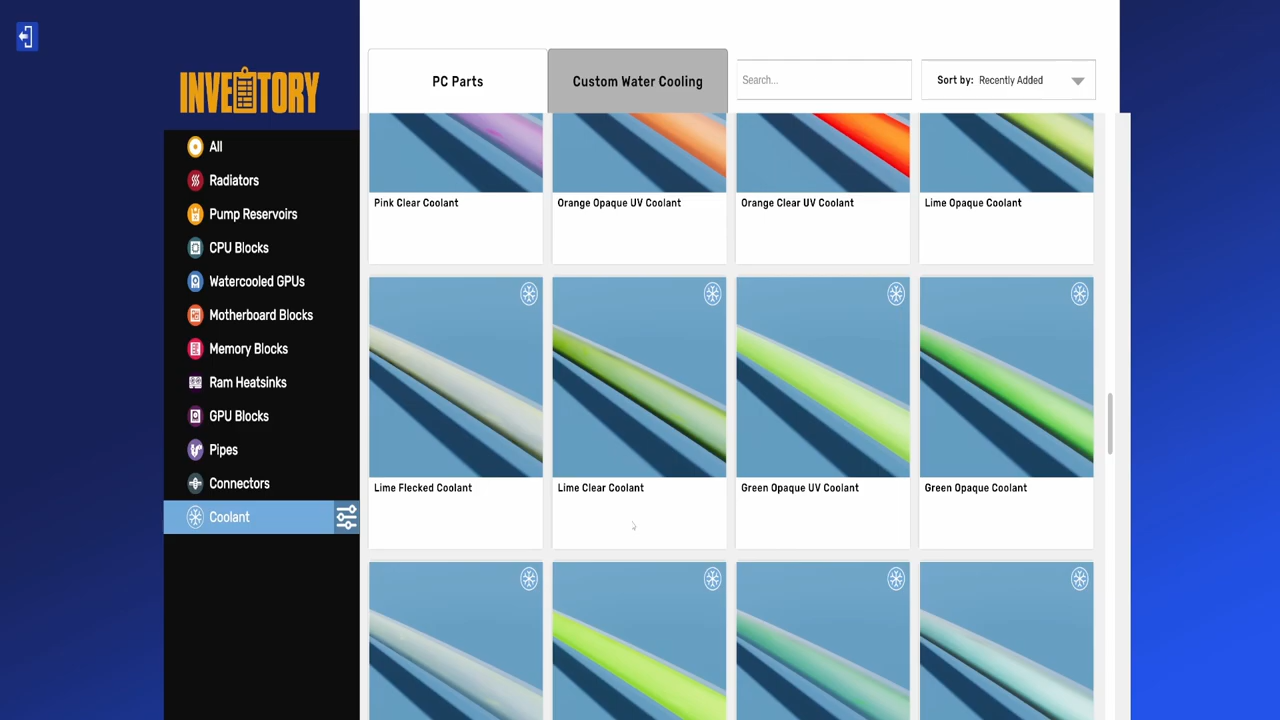 INVENTORY
PC Parts
Custom Water Cooling
Search...
Sort by: Recently Added
All
Radiators
Pump Reservoirs
CPU Blocks
Watercooled GPUs
Motherboard Blocks
Memory Blocks
Ram Heatsinks
GPU Blocks
Pipes
Connectors
Coolant
Pink Clear Coolant
Orange Opaque UV Coolant
Orange Clear UV Coolant
Lime Opaque Coolant
Lime Flecked Coolant
Lime Clear Coolant
Green Opaque UV Coolant
Green Opaque Coolant